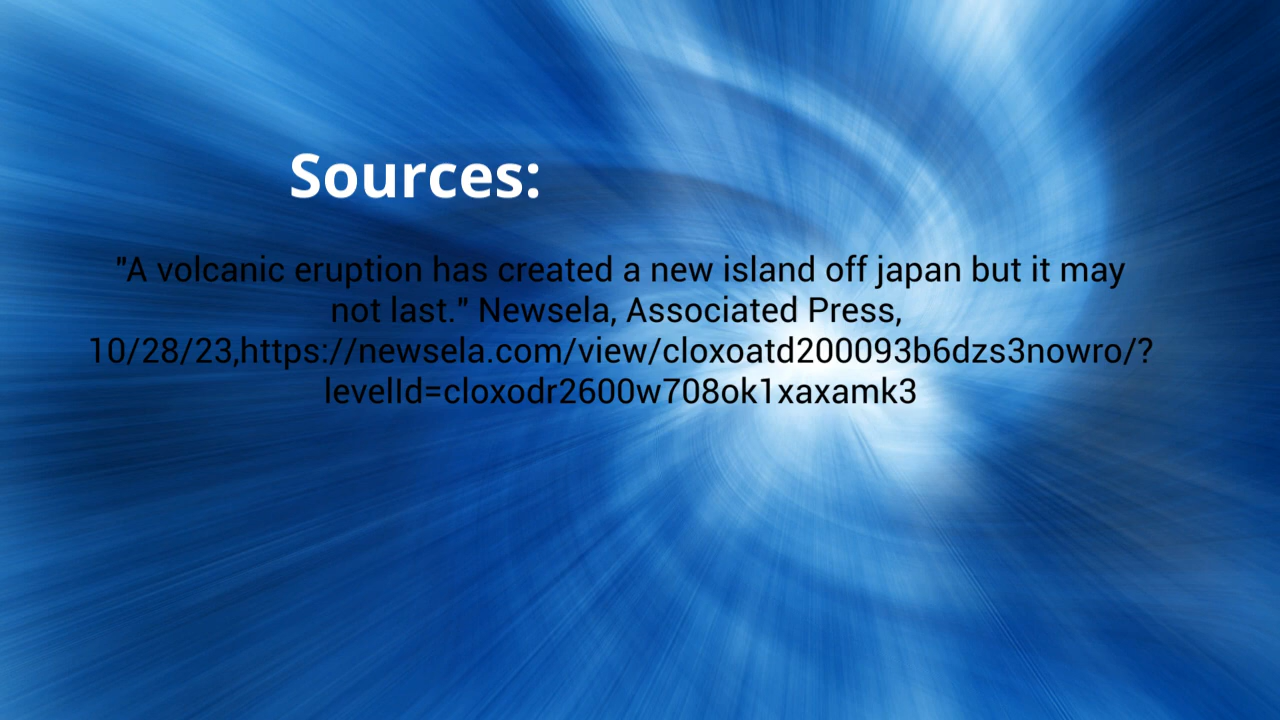 Sources:
"A volcanic eruption has created a new island off japan but it may
not last." Newsela, Associated Press,
10/28/23,https://newsela.com/view/cloxoatd200093b6dzs3nowro/?
levelId=cloxodr2600w708ok1xaxamk3